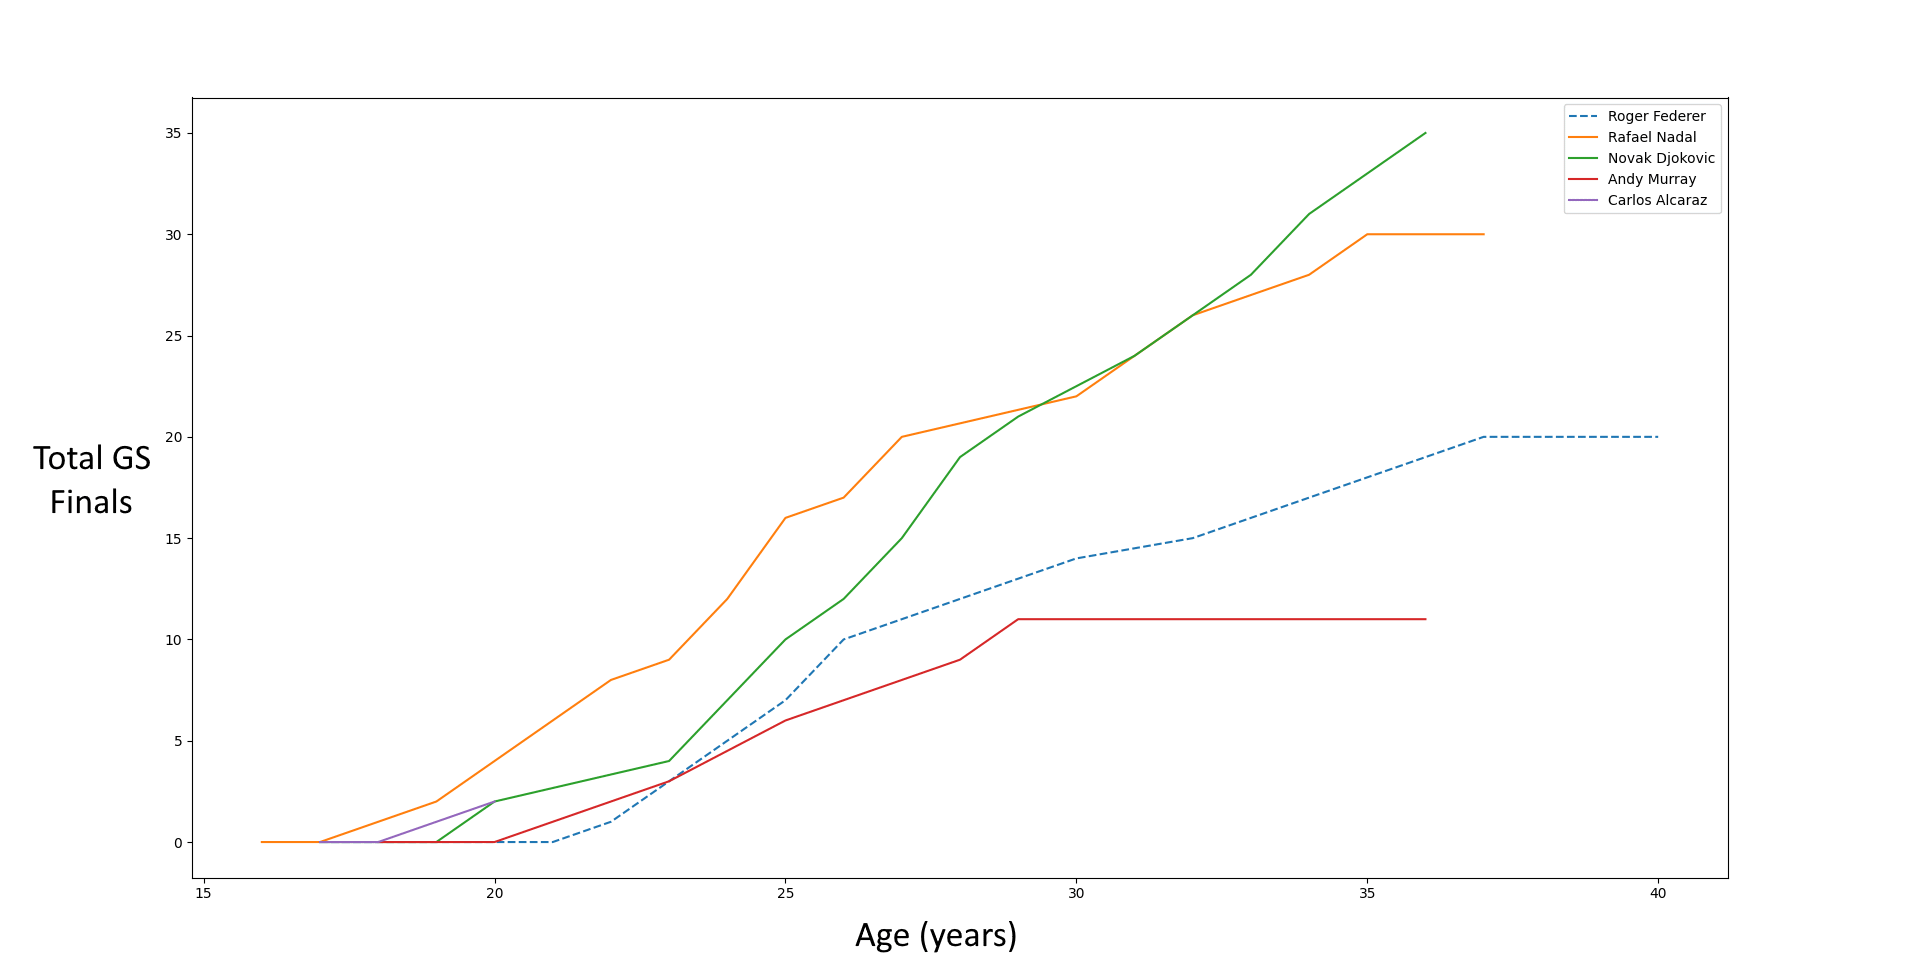 Roger Federer
Rafael Nadal
Novak Djokovic
Andy Murray
Carlos Alcaraz
35
30
25
20
15
10
5
0
Total GS
Finals
15
20
25
30
35
40
Age (years)